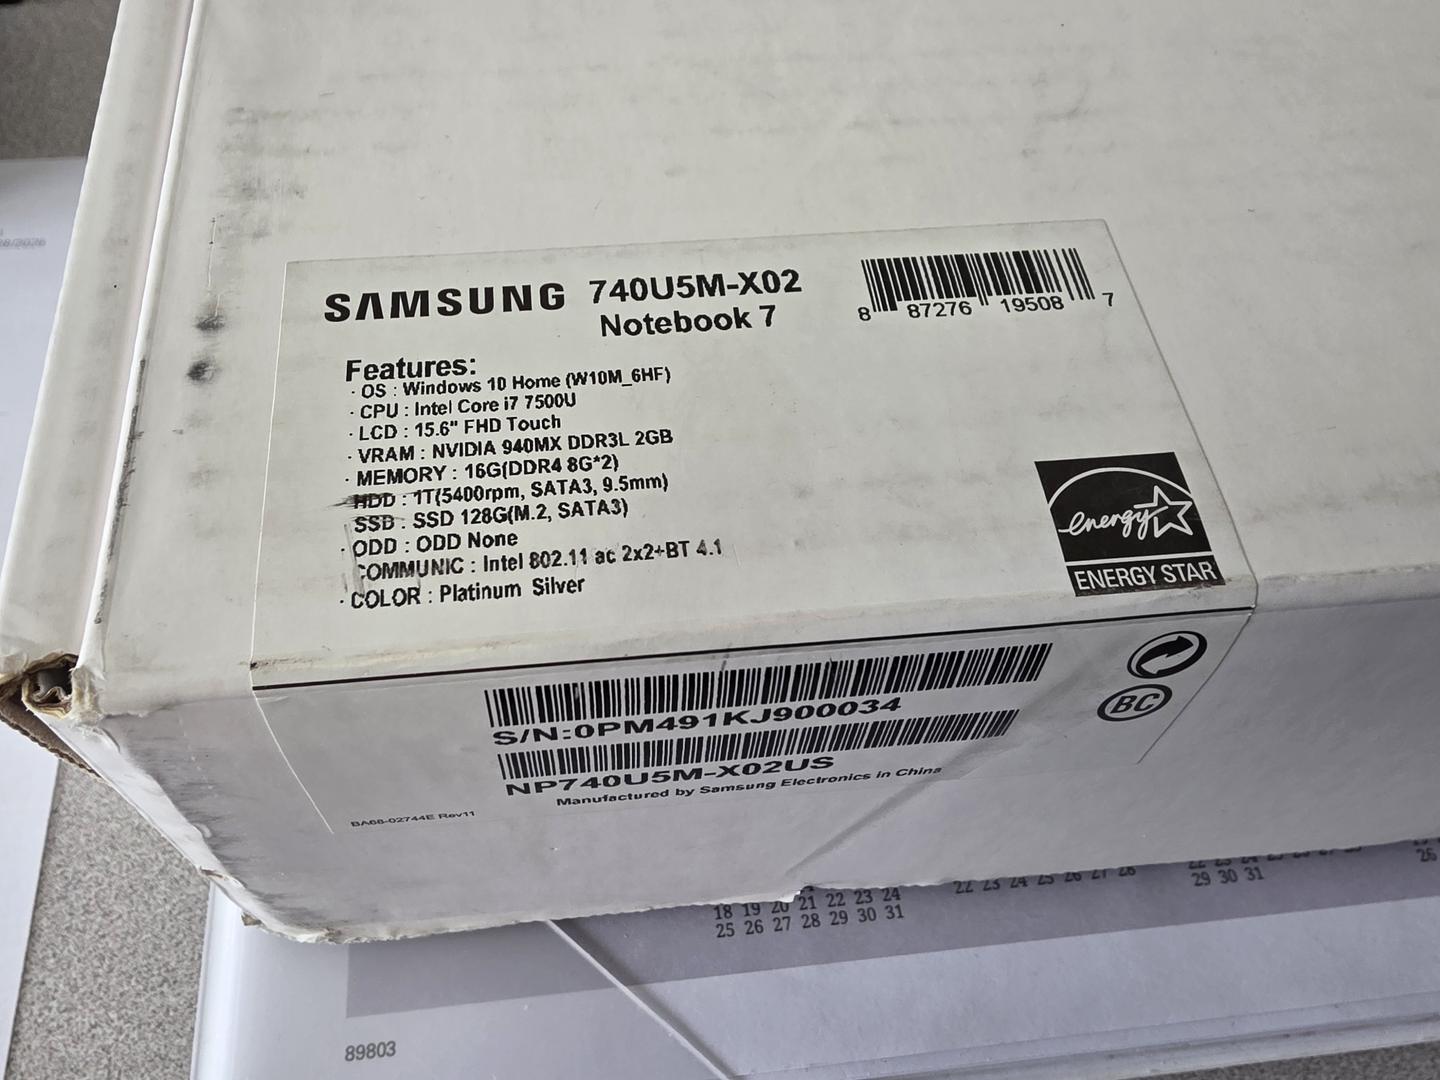 SAMSUNG 740U5M-X02
Notebook 7
8 87276 19508 7
Features:
· OS : Windows 10 Home (W10M_6HF)
· CPU : Intel Core i7 7500U
· LCD : 15.6" FHD Touch
· VRAM : NVIDIA 940MX DDR3L 2GB
· MEMORY : 16G(DDR4 8G*2)
HDD : 1T(5400rpm, SATA3, 9.5mm)
SSD : SSD 128G(M.2, SATA3)
· ODD : ODD None
COMMUNIC : Intel 802.11 ac 2x2+BT 4.1
· COLOR : Platinum Silver
energy
ENERGY STAR
S/N:0PM491KJ900034
NP740U5M-X02US
Manufactured by Samsung Electronics in China
BA68-02744E Rev11
BC
18 19 20 21 22 23 24
25 26 27 28 29 30 31
22 23 24 25 26 27 28
29 30 31
26
89803